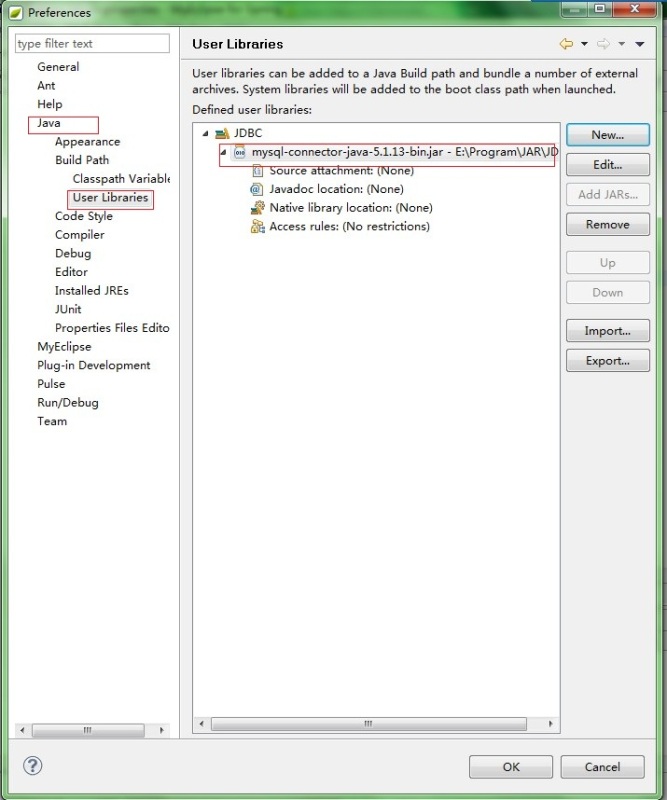 Preferences
type filter text
General
Ant
Help
Java
Appearance
Build Path
Classpath Variable
User Libraries
Code Style
Compiler
Debug
Editor
Installed JREs
JUnit
Properties Files Edito
MyEclipse
Plug-in Development
Pulse
Run/Debug
Team
User Libraries
User libraries can be added to a Java Build path and bundle a number of external
archives. System libraries will be added to the boot class path when launched.
Defined user libraries:
JDBC
mysql-connector-java-5.1.13-bin.jar - E:\Program\JAR\JD
Source attachment: (None)
Javadoc location: (None)
Native library location: (None)
Access rules: (No restrictions)
New...
Edit...
Add JARs...
Remove
Up
Down
Import...
Export...
OK
Cancel